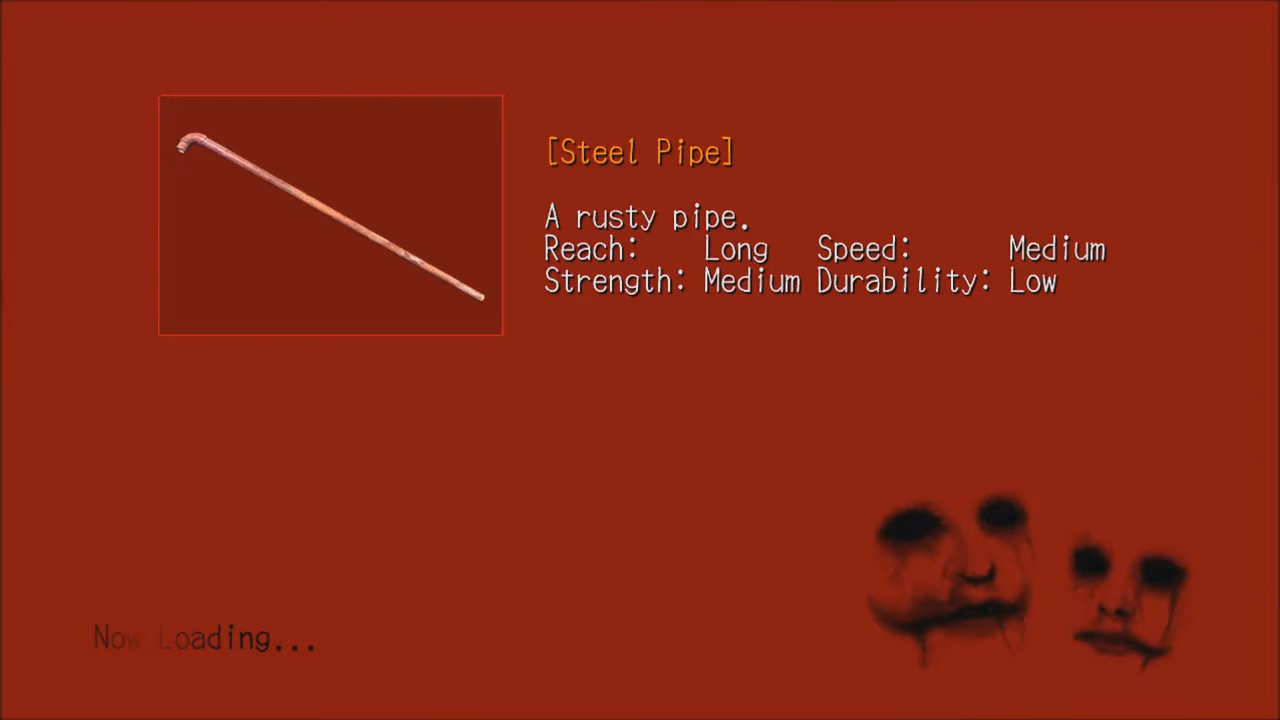 [Steel Pipe]
A rusty pipe.
Reach: Long Speed: Medium
Strength: Medium Durability: Low
Now Loading...